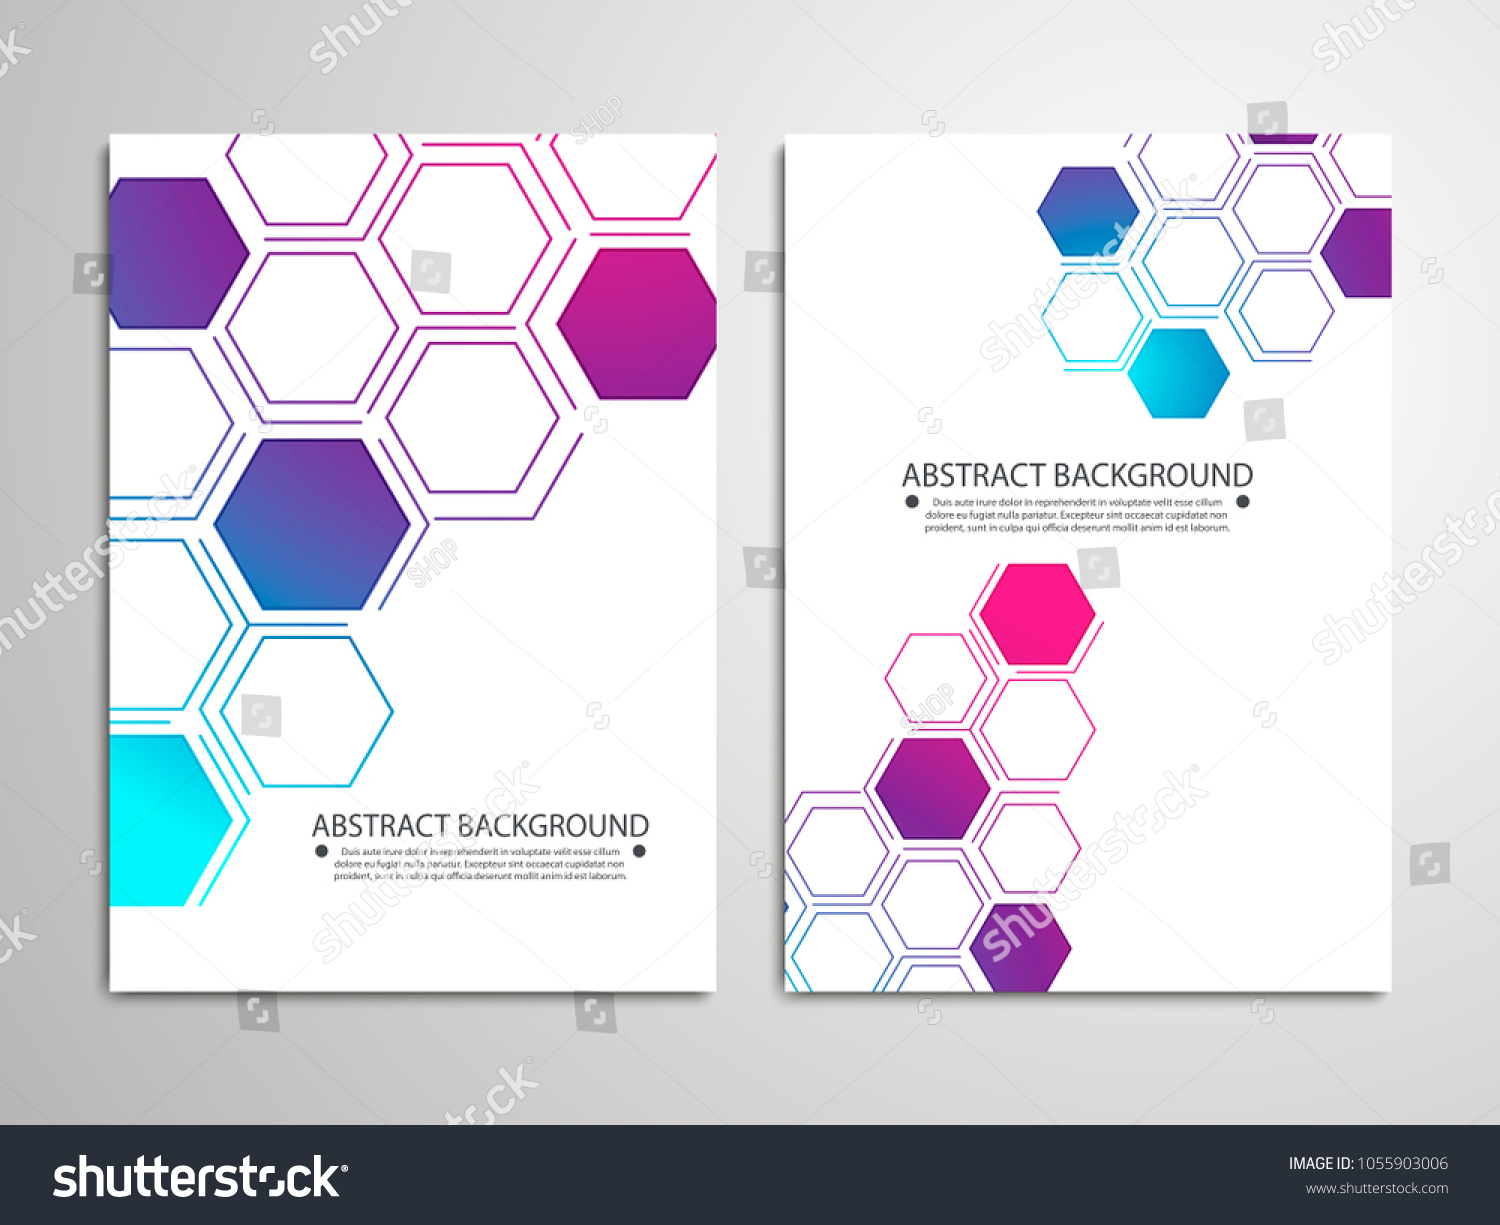 ABSTRACT BACKGROUND
Duis aute irure dolor in reprehenderit in voluptate velit esse cillum
dolore eu fugiat nulla pariatur. Excepteur sint occaecat cupidatat non
proident, sunt in culpa qui officia deserunt mollit anim id est laborum.
ABSTRACT BACKGROUND
Duis aute irure dolor in reprehenderit in voluptate velit esse cillum
dolore eu fugiat nulla pariatur. Excepteur sint occaecat cupidatat non
proident, sunt in culpa qui officia deserunt mollit anim id est laborum.
shutterstock
IMAGE ID: 1055903006
www.shutterstock.com